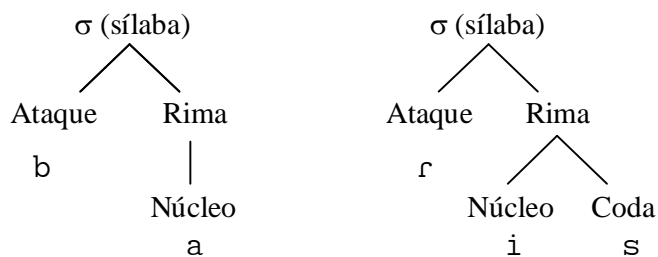 σ (sílaba) σ (sílaba)
Ataque Rima Ataque Rima
b ɾ
Núcleo Núcleo Coda
a i s